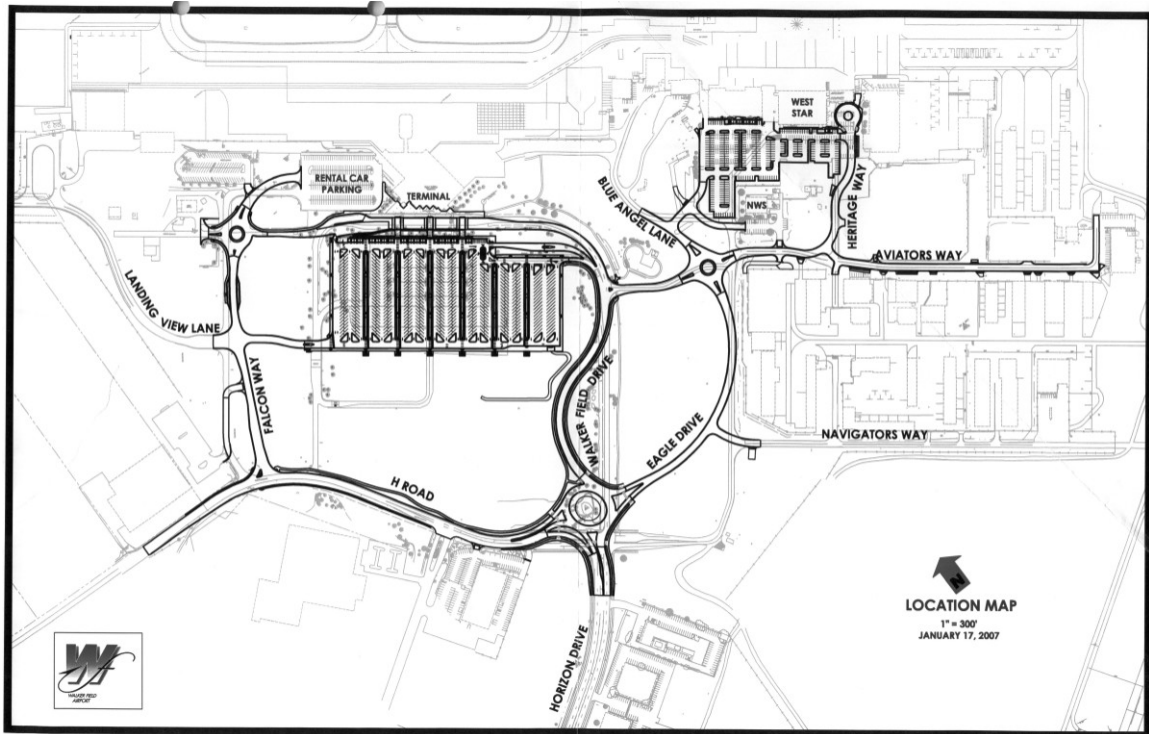 WEST
STAR
RENTAL CAR
PARKING
TERMINAL
BLUE ANGEL LANE
NWS
HERITAGE WAY
AVIATORS WAY
LANDING VIEW LANE
FALCON WAY
WALKER FIELD DRIVE
EAGLE DRIVE
NAVIGATORS WAY
H ROAD
N
LOCATION MAP
1" = 300'
JANUARY 17, 2007
HORIZON DRIVE
WALKER FIELD
AIRPORT